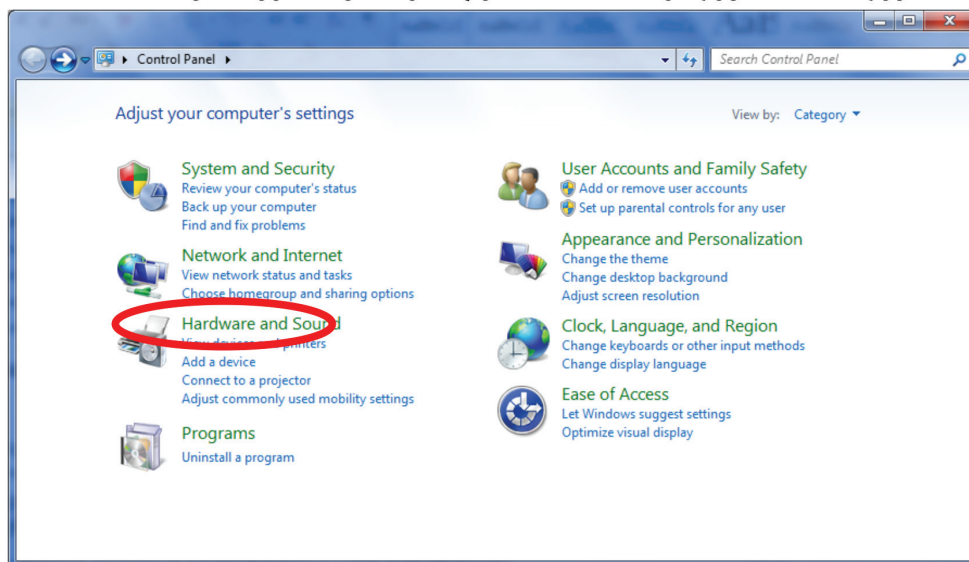 Control Panel
Search Control Panel
Adjust your computer's settings
View by: Category
System and Security
Review your computer's status
Back up your computer
Find and fix problems
Network and Internet
View network status and tasks
Choose homegroup and sharing options
Hardware and Sound
View devices and printers
Add a device
Connect to a projector
Adjust commonly used mobility settings
Programs
Uninstall a program
User Accounts and Family Safety
Add or remove user accounts
Set up parental controls for any user
Appearance and Personalization
Change the theme
Change desktop background
Adjust screen resolution
Clock, Language, and Region
Change keyboards or other input methods
Change display language
Ease of Access
Let Windows suggest settings
Optimize visual display